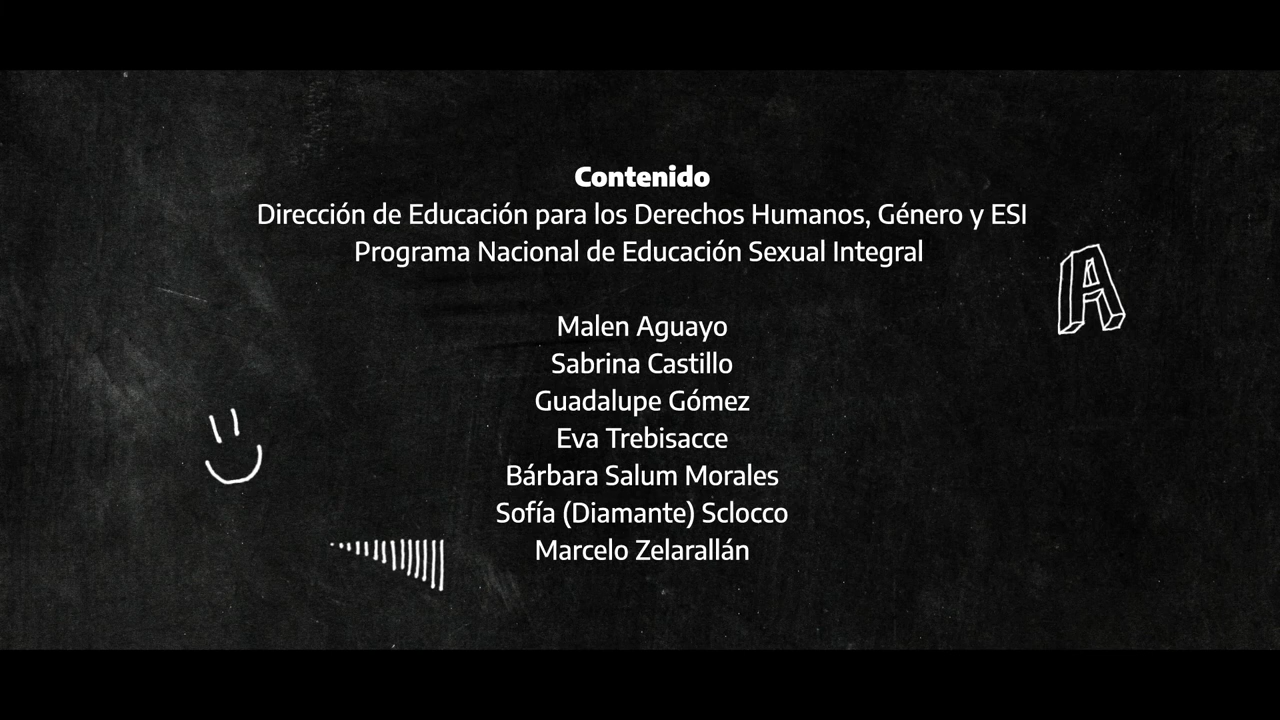 Contenido
Dirección de Educación para los Derechos Humanos, Género y ESI
Programa Nacional de Educación Sexual Integral
Malen Aguayo
Sabrina Castillo
Guadalupe Gómez
Eva Trebisacce
Bárbara Salum Morales
Sofía (Diamante) Sclocco
Marcelo Zelarallán
A